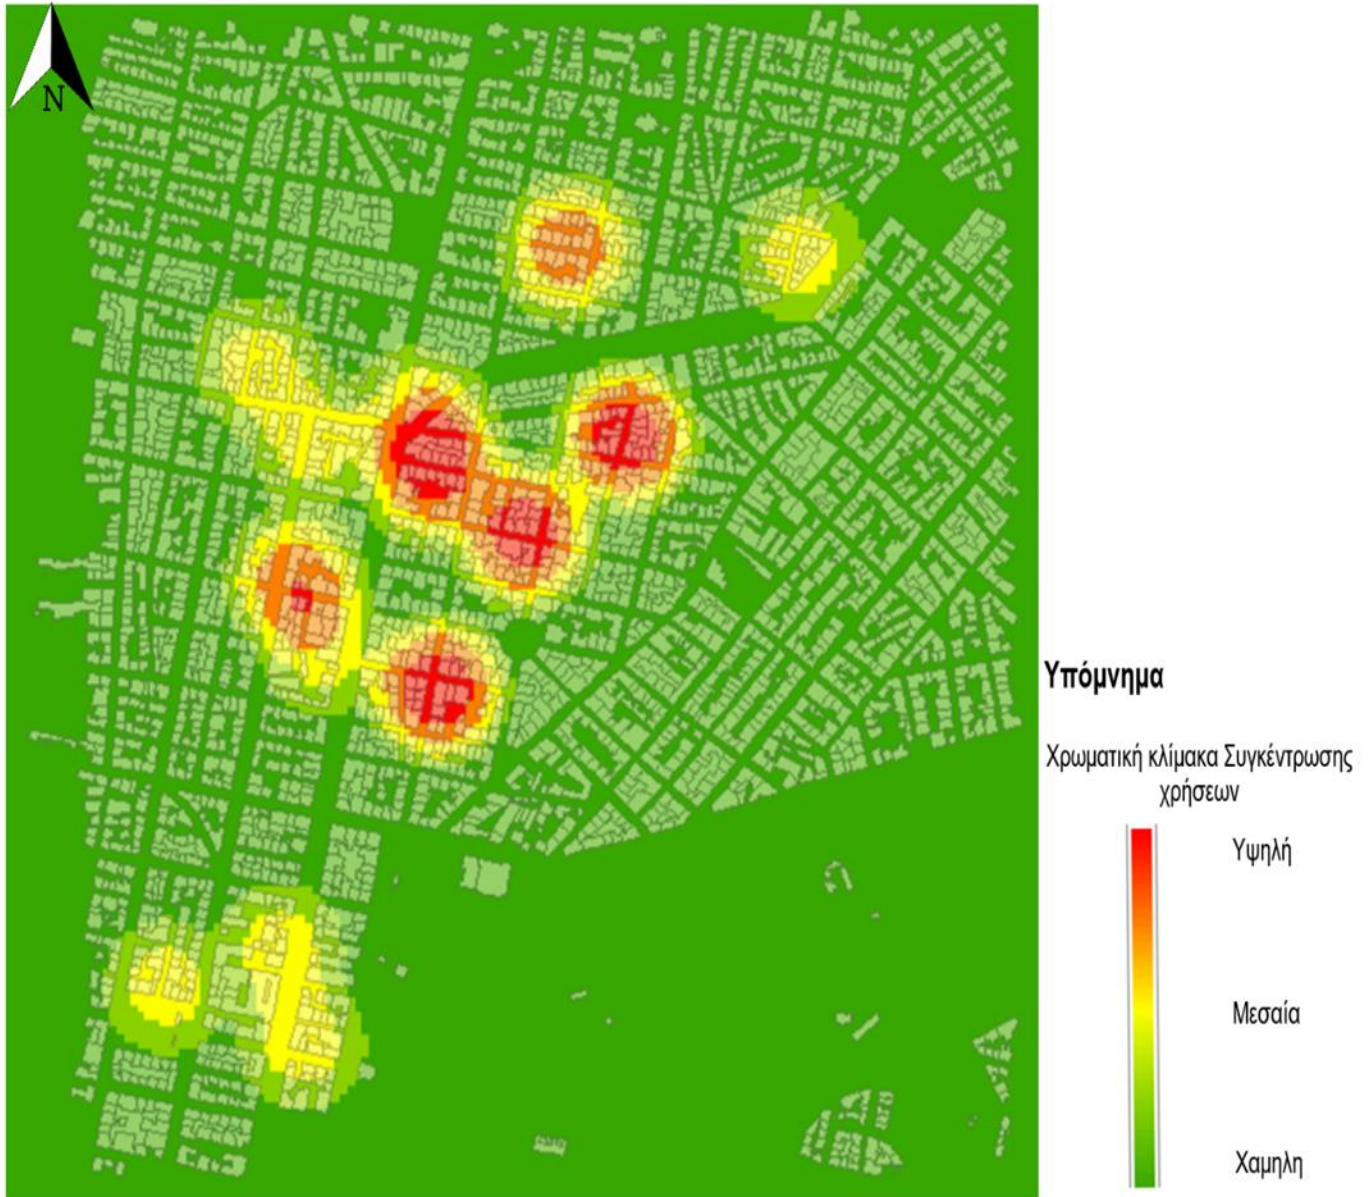 N
Υπόμνημα
Χρωματική κλίμακα Συγκέντρωσης
χρήσεων
Υψηλή
Μεσαία
Χαμηλη